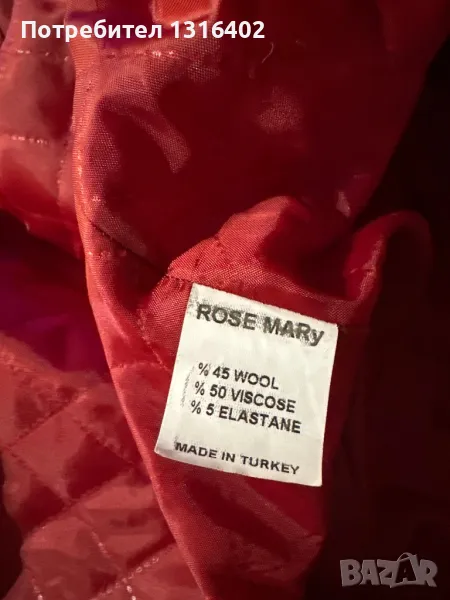 Потребител 1316402
ROSE MARy
% 45 WOOL
% 50 VISCOSE
% 5 ELASTANE
MADE IN TURKEY
BAZAR